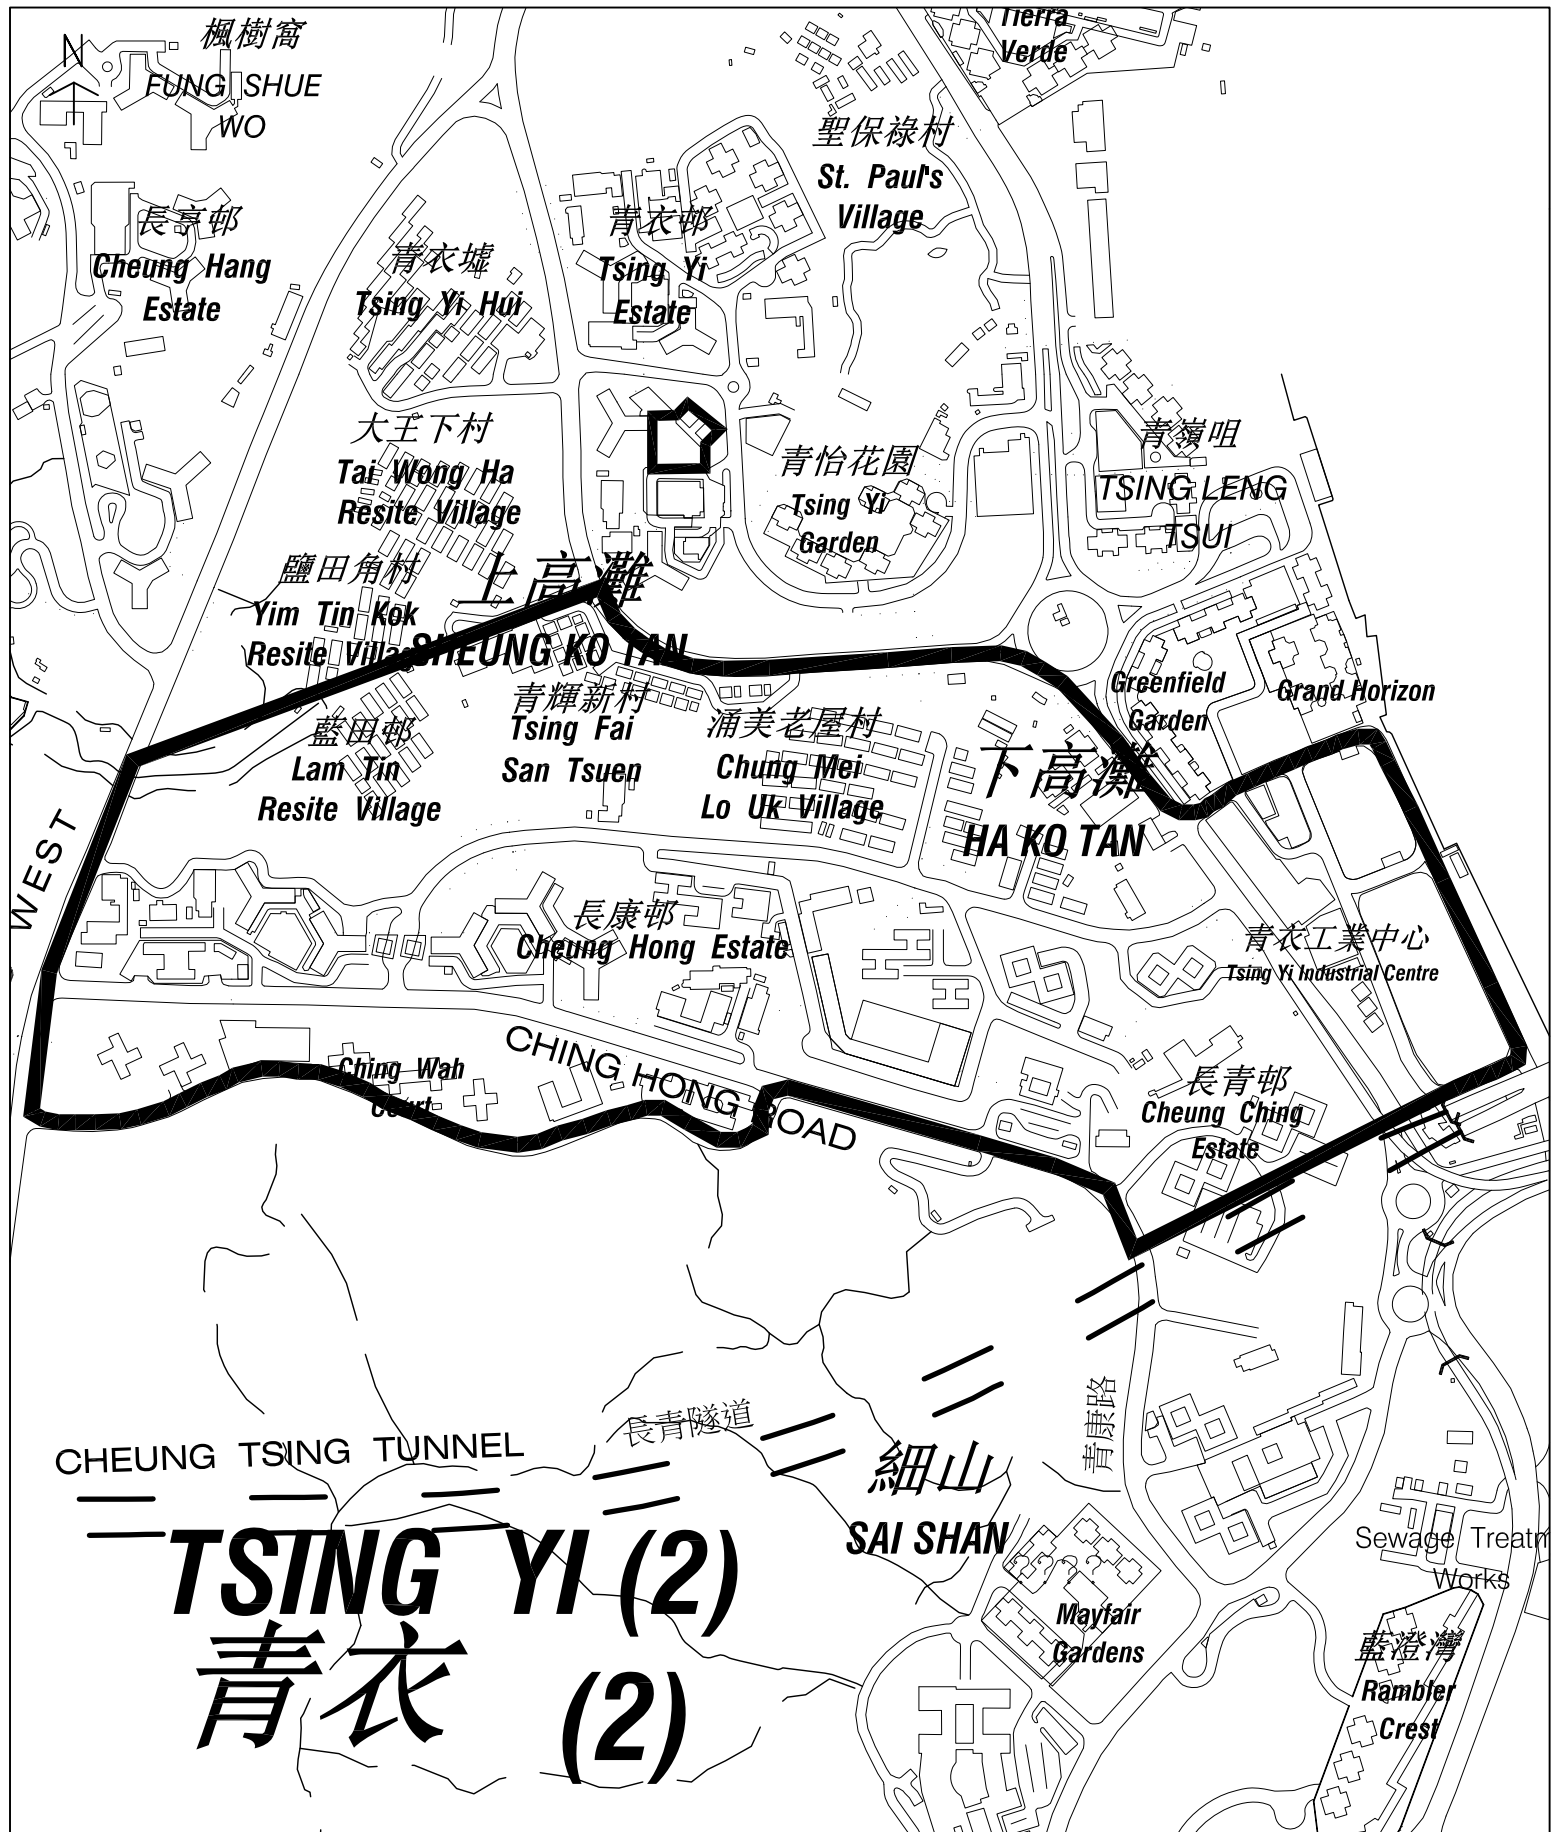 N
楓樹窩
FUNG SHUE
WO
Tierra
Verde
聖保祿村
St. Paul's
Village
長亨邨
Cheung Hang
Estate
青衣墟
Tsing Yi Hui
青衣邨
Tsing Yi
Estate
大王下村
Tai Wong Ha
Resite Village
青怡花園
Tsing Yi
Garden
青嶺咀
TSING LENG
TSUI
鹽田角村
Yim Tin Kok
Resite Village
上高灘
SHEUNG KO TAN
藍田邨
Lam Tin
Resite Village
青輝新村
Tsing Fai
San Tsuen
涌美老屋村
Chung Mei
Lo Uk Village
下高灘
HA KO TAN
Greenfield
Garden
Grand Horizon
WEST
長康邨
Cheung Hong Estate
青衣工業中心
Tsing Yi Industrial Centre
CHING HONG ROAD
Ching Wah
Court
長青邨
Cheung Ching
Estate
青康路
長青隧道
CHEUNG TSING TUNNEL
細山
SAI SHAN
TSING YI (2)
青衣 (2)
Mayfair
Gardens
Sewage Treatm
Works
藍澄灣
Rambler
Crest